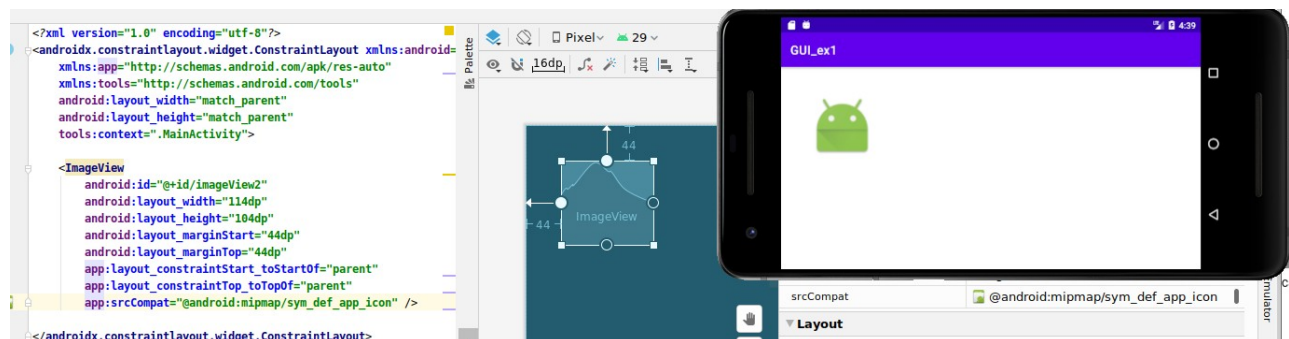 <?xml version="1.0" encoding="utf-8"?>
<androidx.constraintlayout.widget.ConstraintLayout xmlns:android=
xmlns:app="http://schemas.android.com/apk/res-auto"
xmlns:tools="http://schemas.android.com/tools"
android:layout_width="match_parent"
android:layout_height="match_parent"
tools:context=".MainActivity">
<ImageView
android:id="@+id/imageView2"
android:layout_width="114dp"
android:layout_height="104dp"
android:layout_marginStart="44dp"
android:layout_marginTop="44dp"
app:layout_constraintStart_toStartOf="parent"
app:layout_constraintTop_toTopOf="parent"
app:srcCompat="@android:mipmap/sym_def_app_icon" />
</androidx.constraintlayout.widget.ConstraintLayout>
Palette
Pixel
29
16dp
44
44
ImageView
4:39
GUI_ex1
srcCompat
@android:mipmap/sym_def_app_icon
Layout